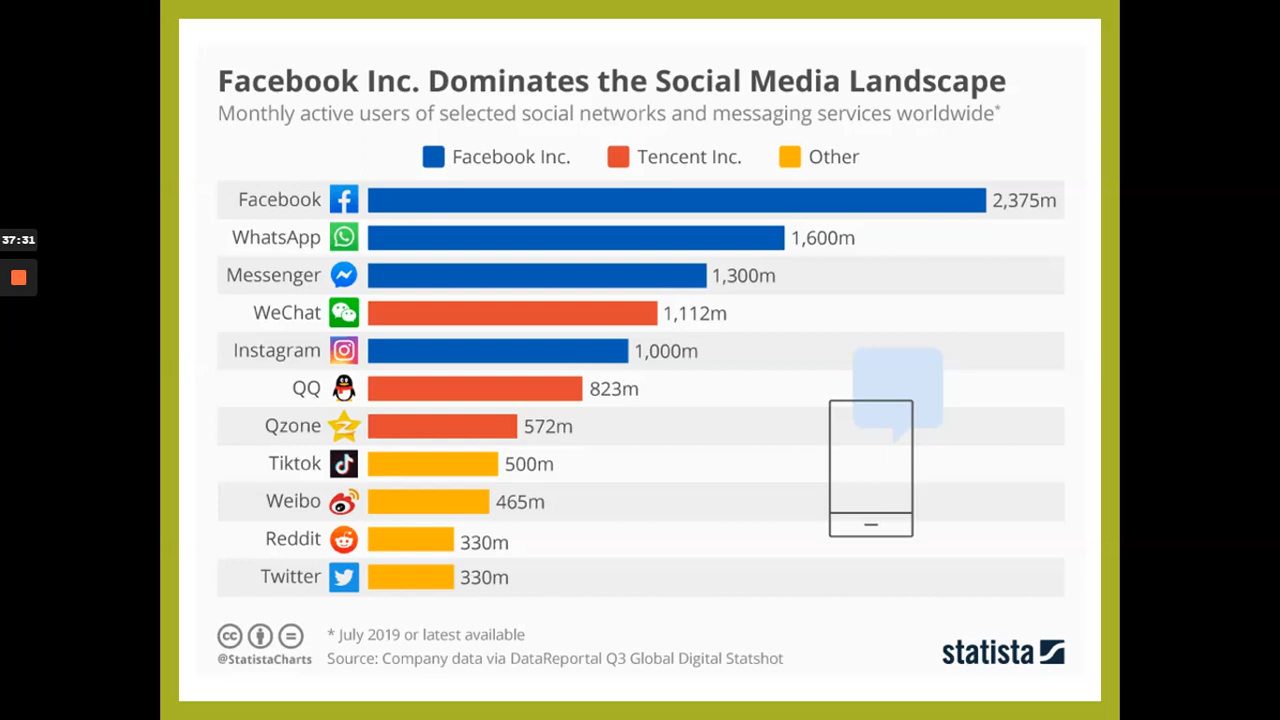 Facebook Inc. Dominates the Social Media Landscape
Monthly active users of selected social networks and messaging services worldwide*
Facebook Inc. Tencent Inc. Other
Facebook 2,375m
WhatsApp 1,600m
37:31
Messenger 1,300m
WeChat 1,112m
Instagram 1,000m
QQ 823m
Qzone 572m
Tiktok 500m
Weibo 465m
Reddit 330m
Twitter 330m
cc = * July 2019 or latest available
@StatistaCharts Source: Company data via DataReportal Q3 Global Digital Statshot
statista